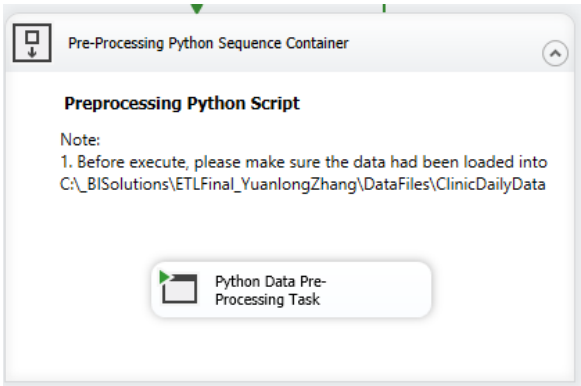 Pre-Processing Python Sequence Container
Preprocessing Python Script
Note:
1. Before execute, please make sure the data had been loaded into
C:\_BISolutions\ETLFinal_YuanlongZhang\DataFiles\ClinicDailyData
Python Data Pre-
Processing Task